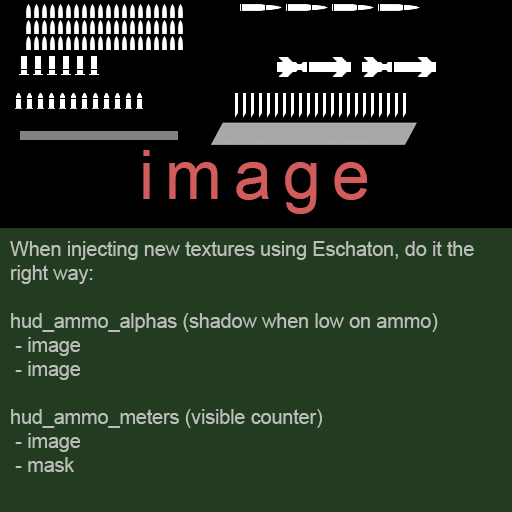 image
When injecting new textures using Eschaton, do it the
right way:
hud_ammo_alphas (shadow when low on ammo)
- image
- image
hud_ammo_meters (visible counter)
- image
- mask